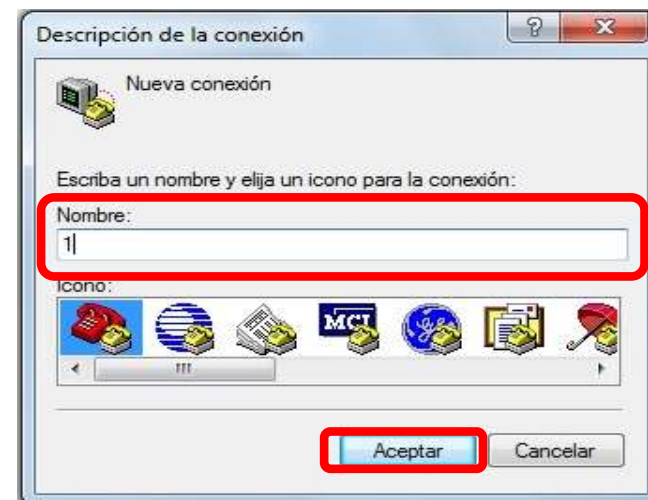 Descripción de la conexión
Nueva conexión
Escriba un nombre y elija un icono para la conexión:
Nombre:
1
Icono:
MCI
Aceptar
Cancelar